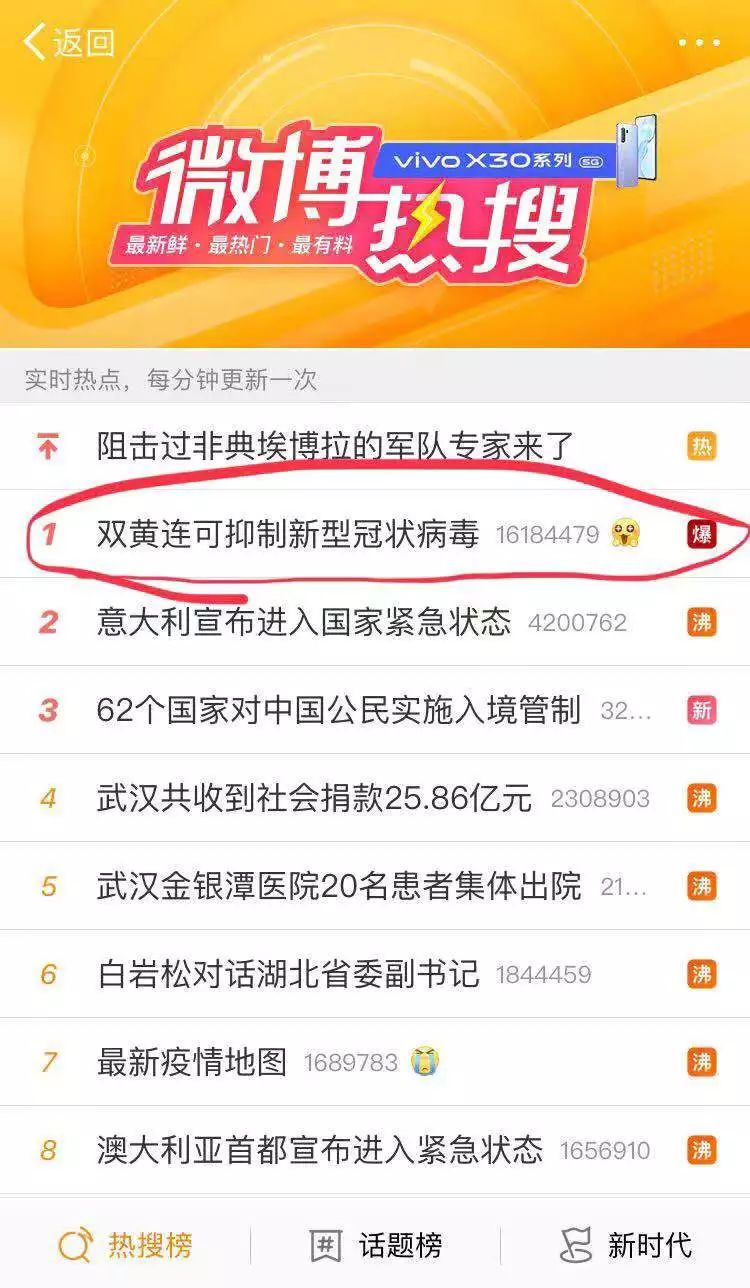 返回
vivo X30系列 5G
微博热搜
最新鲜·最热门·最有料
实时热点，每分钟更新一次
阻击过非典埃博拉的军队专家来了 热
1 双黄连可抑制新型冠状病毒 16184479 爆
2 意大利宣布进入国家紧急状态 4200762 沸
3 62个国家对中国公民实施入境管制 32... 新
4 武汉共收到社会捐款25.86亿元 2308903 沸
5 武汉金银潭医院20名患者集体出院 21... 沸
6 白岩松对话湖北省委副书记 1844459 沸
7 最新疫情地图 1689783 沸
8 澳大利亚首都宣布进入紧急状态 1656910 沸
热搜榜 # 话题榜 新时代